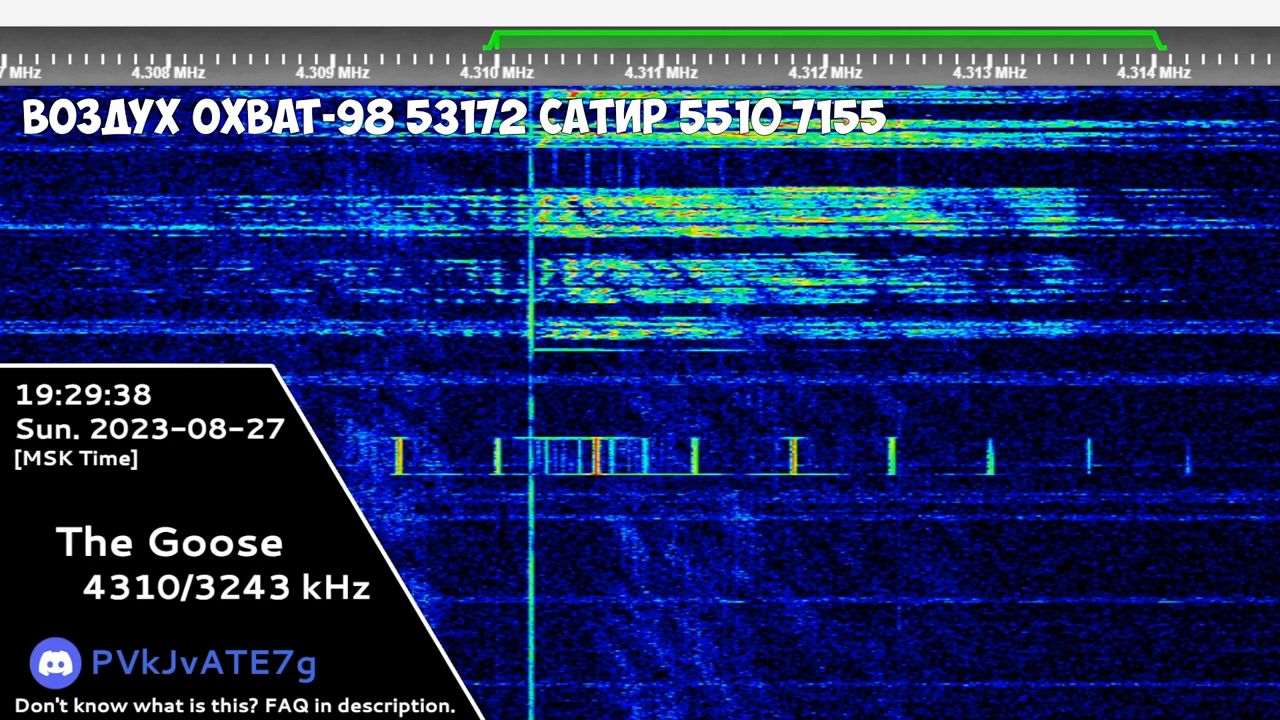 7 MHz 4.308 MHz 4.309 MHz 4.310 MHz 4.311 MHz 4.312 MHz 4.313 MHz 4.314 MHz
ВОЗДУХ ОХВАТ-98 53172 САТИР 5510 7155
19:29:38
Sun. 2023-08-27
[MSK Time]
The Goose
4310/3243 kHz
PVkJvATE7g
Don't know what is this? FAQ in description.